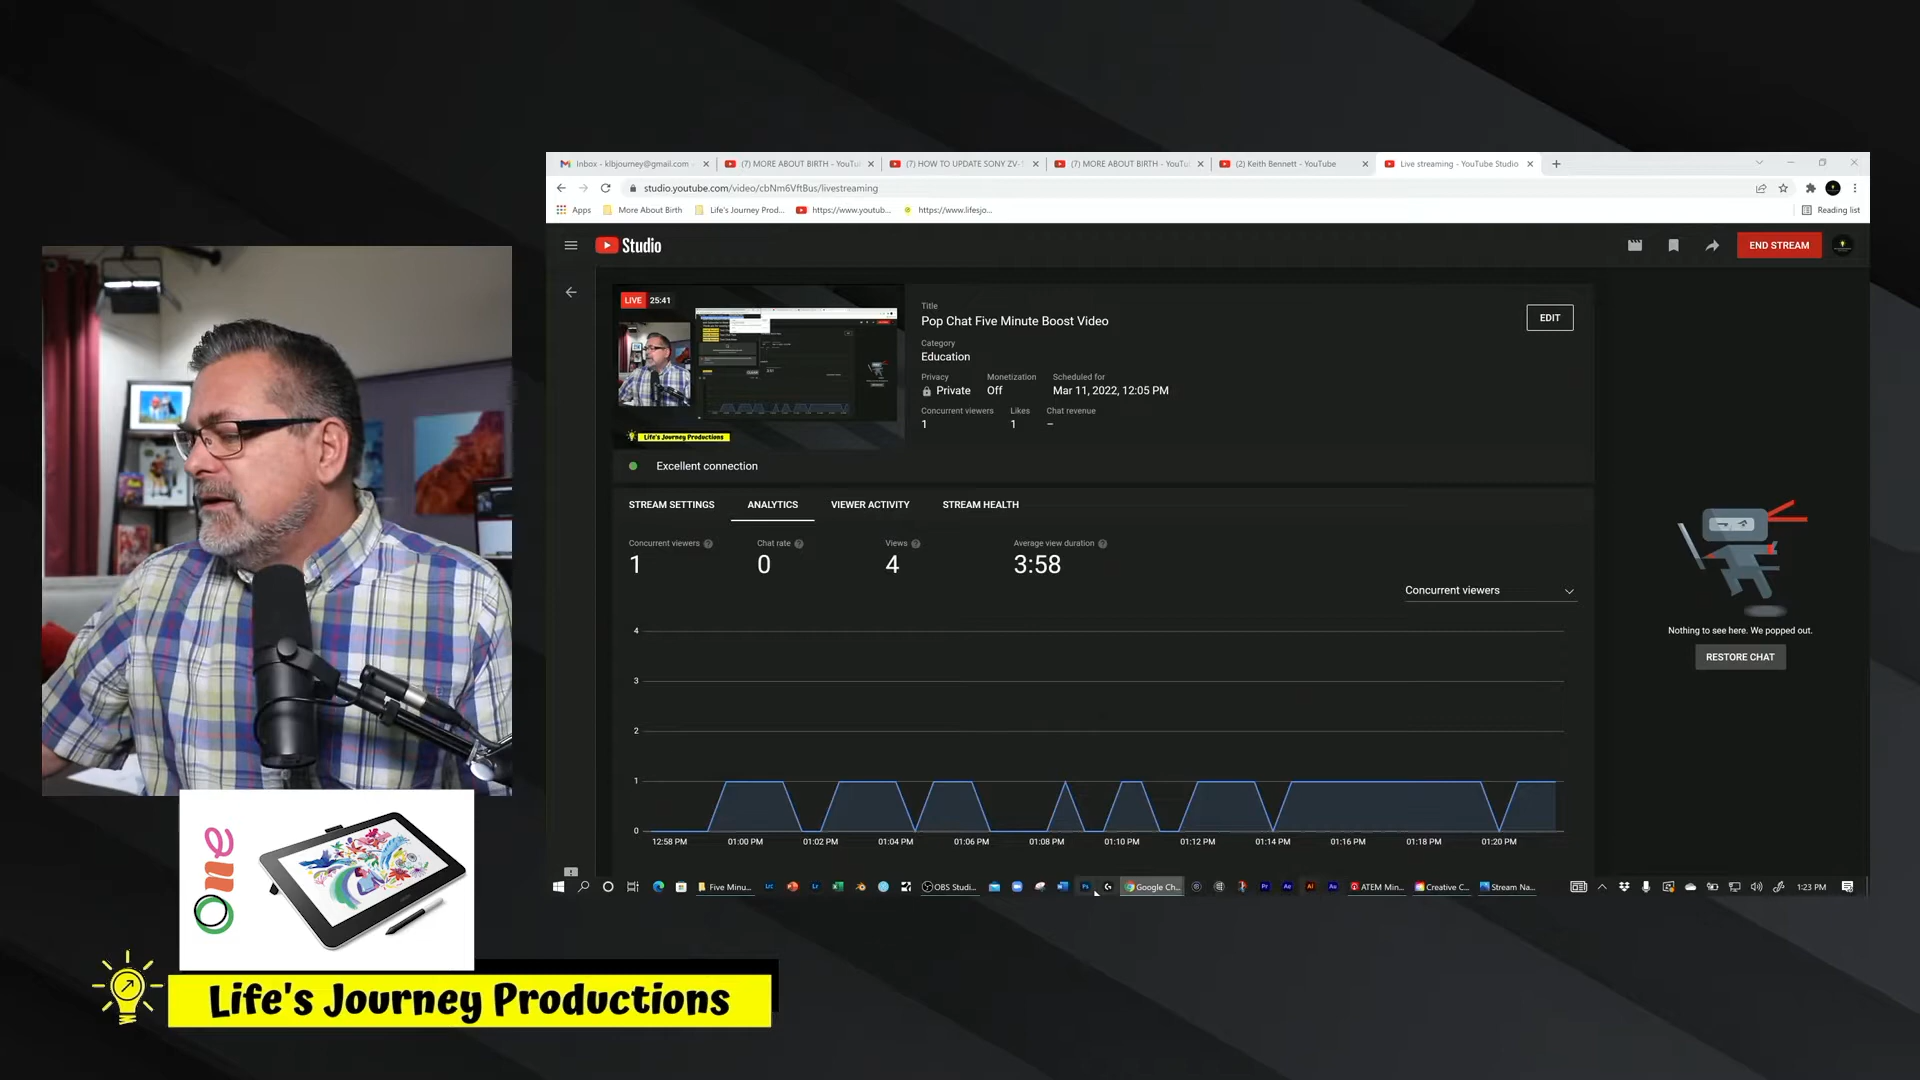 Inbox - klbjourney@gmail.com -
(7) MORE ABOUT BIRTH - YouTu
(7) HOW TO UPDATE SONY ZV-1
(7) MORE ABOUT BIRTH - YouTu
(2) Keith Bennett - YouTube
Live streaming - YouTube Studio
studio.youtube.com/video/cbNm6VftBus/livestreaming
Apps
More About Birth
Life's Journey Prod...
https://www.youtub...
https://www.lifesjo...
Reading list
Studio
END STREAM
LIVE 25:41
Life's Journey Productions
Title
Pop Chat Five Minute Boost Video
EDIT
Category
Education
Privacy Monetization Scheduled for
Private Off Mar 11, 2022, 12:05 PM
Concurrent viewers Likes Chat revenue
1 1 –
Excellent connection
STREAM SETTINGS ANALYTICS VIEWER ACTIVITY STREAM HEALTH
Concurrent viewers Chat rate Views Average view duration
1 0 4 3:58
Concurrent viewers
4
3
2
1
0
12:58 PM 01:00 PM 01:02 PM 01:04 PM 01:06 PM 01:08 PM 01:10 PM 01:12 PM 01:14 PM 01:16 PM 01:18 PM 01:20 PM
Nothing to see here. We popped out.
RESTORE CHAT
Five Minu...
OBS Studi...
Google Ch...
ATEM Min...
Creative C...
Stream Na...
1:23 PM
One
Life's Journey Productions